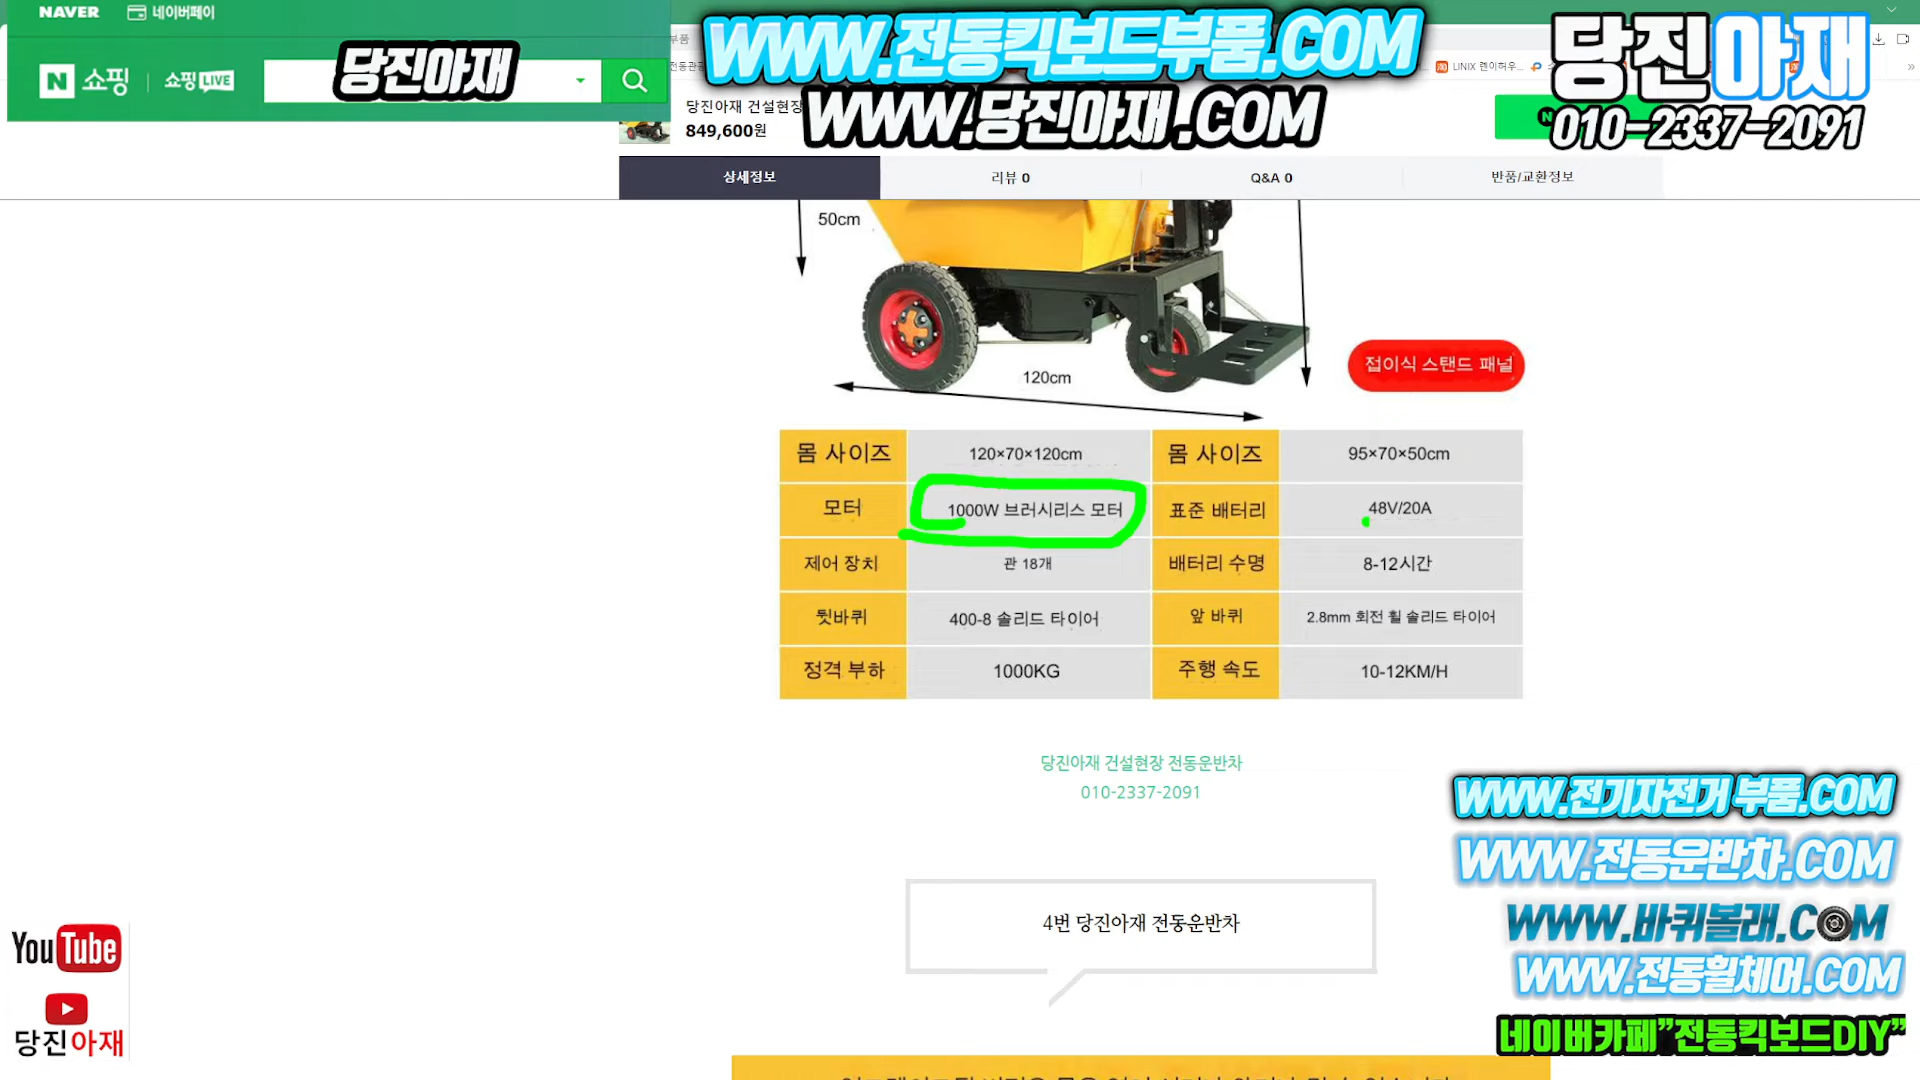 NAVER 네이버페이
N 쇼핑 쇼핑LIVE 당진아재
WWW.전동킥보드부품.COM
WWW.당진아재.COM
당진아재
010-2337-2091
부품
LINIX 렌이허우...
당진아재 건설현장
849,600원
상세정보 리뷰 0 Q&A 0 반품/교환정보
50cm
120cm
접이식 스탠드 패널
몸 사이즈 120×70×120cm 몸 사이즈 95×70×50cm
모터 1000W 브러시리스 모터 표준 배터리 48V/20A
제어 장치 관 18개 배터리 수명 8-12시간
뒷바퀴 400-8 솔리드 타이어 앞 바퀴 2.8mm 회전 휠 솔리드 타이어
정격 부하 1000KG 주행 속도 10-12KM/H
당진아재 건설현장 전동운반차
010-2337-2091
4번 당진아재 전동운반차
WWW.전기자전거 부품.COM
WWW.전동운반차.COM
WWW.바퀴볼래.COM
WWW.전동휠체어.COM
네이버카페"전동킥보드DIY"
YouTube
당진아재